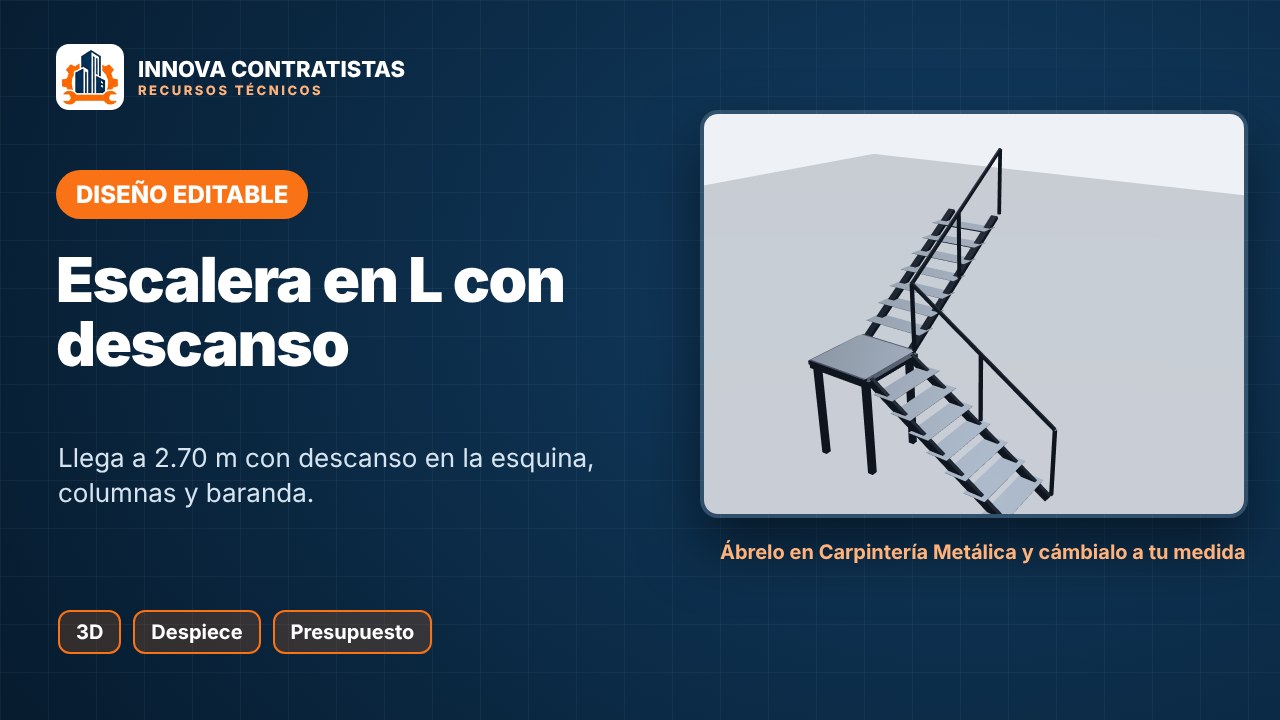 INNOVA CONTRATISTAS
RECURSOS TÉCNICOS
DISEÑO EDITABLE
Escalera en L con
descanso
Llega a 2.70 m con descanso en la esquina,
columnas y baranda.
Ábrelo en Carpintería Metálica y cámbialo a tu medida
3D
Despiece
Presupuesto